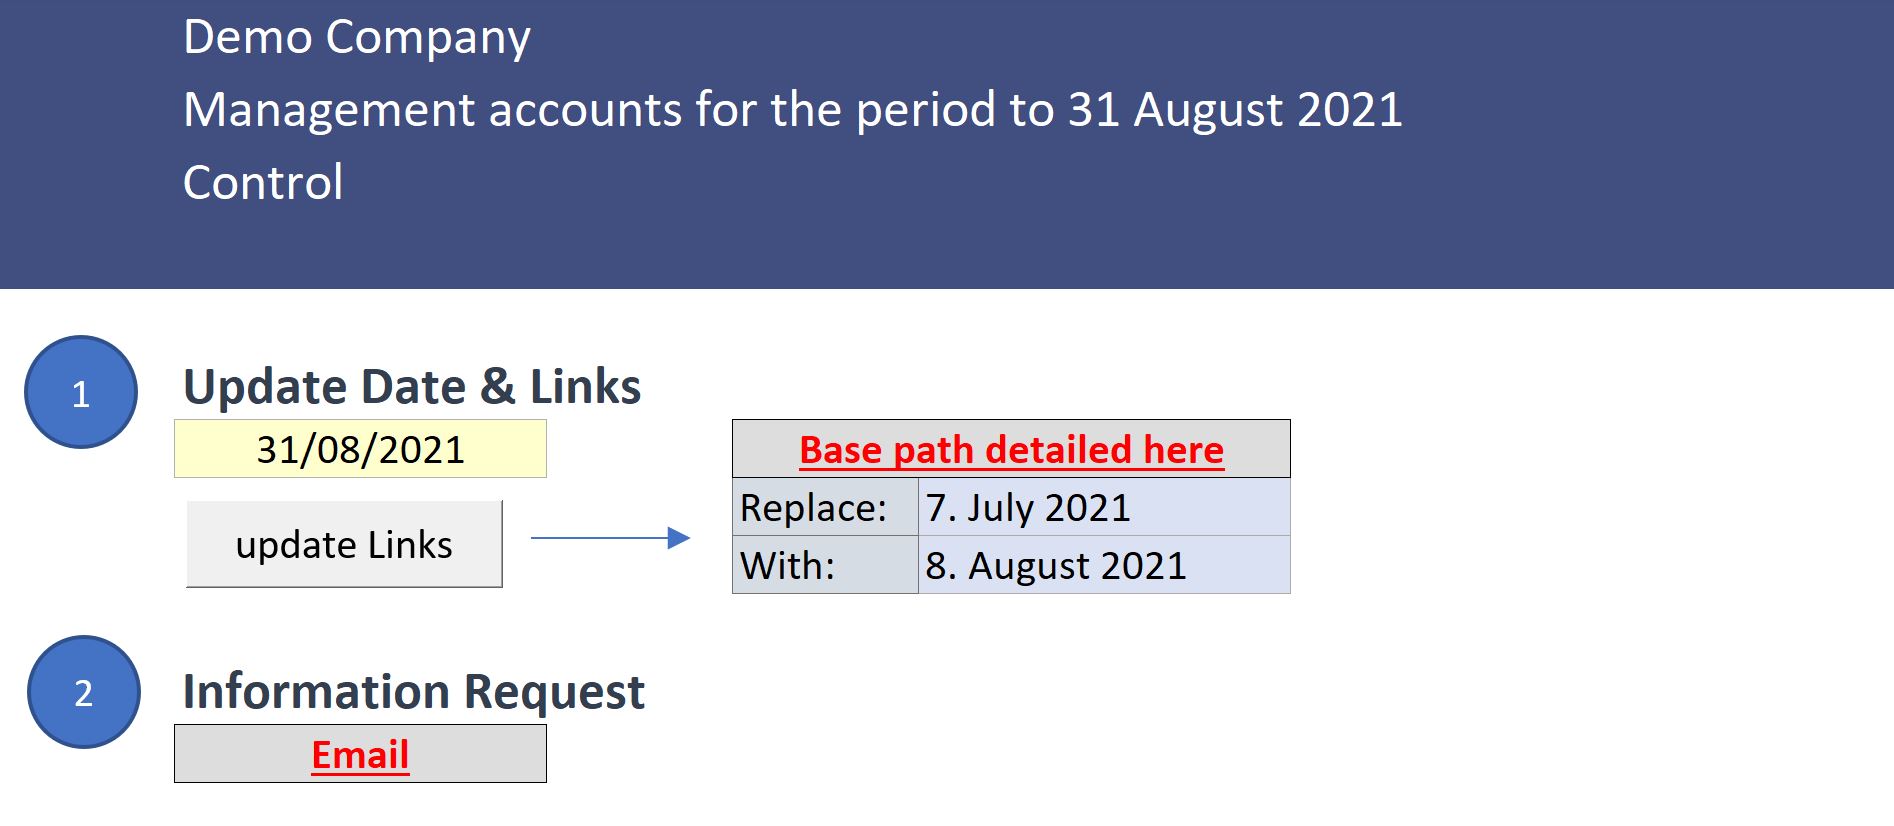 Demo Company
Management accounts for the period to 31 August 2021
Control
1
Update Date & Links
31/08/2021
Base path detailed here
Replace: 7. July 2021
update Links
With: 8. August 2021
2
Information Request
Email